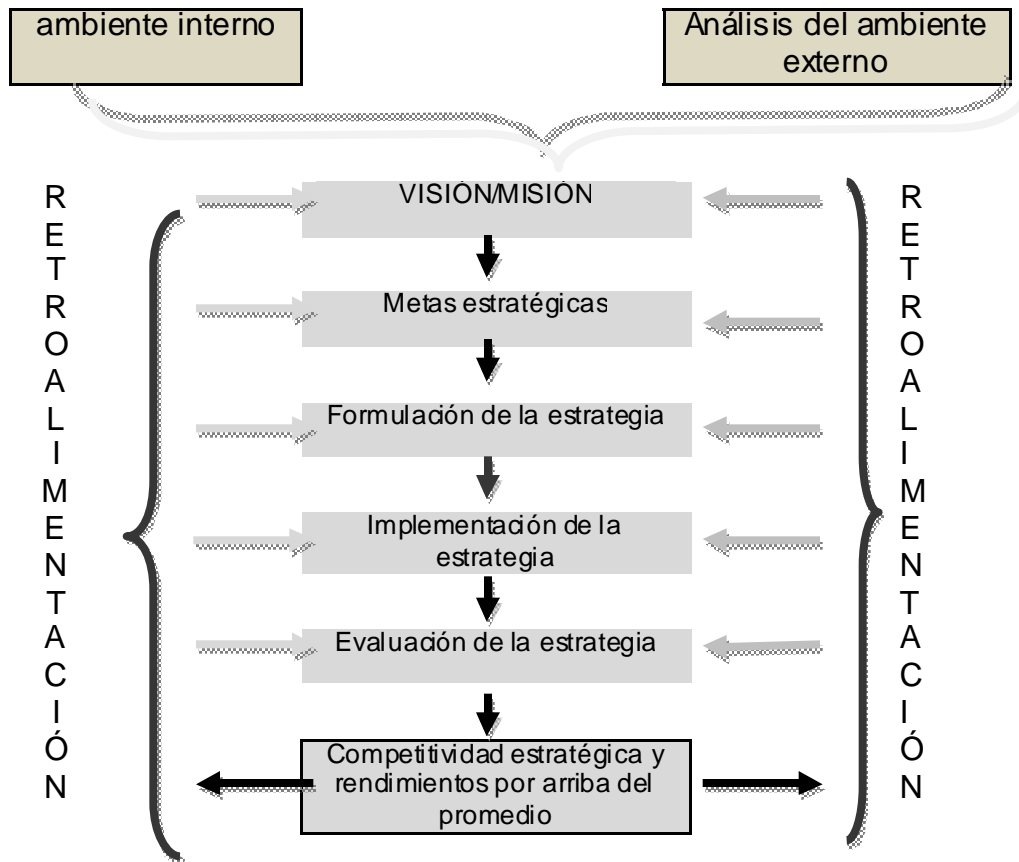 ambiente interno
Análisis del ambiente
externo
VISIÓN/MISIÓN
Metas estratégicas
Formulación de la estrategia
Implementación de la
estrategia
Evaluación de la estrategia
Competitividad estratégica y
rendimientos por arriba del
promedio
R
E
T
R
O
A
L
I
M
E
N
T
A
C
I
Ó
N
R
E
T
R
O
A
L
I
M
E
N
T
A
C
I
Ó
N